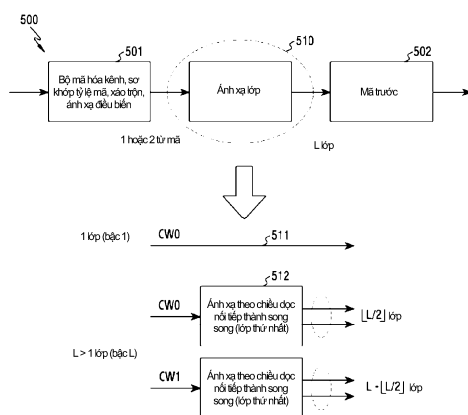 500
501
510
502
Bộ mã hóa kênh, sơ
khớp tỷ lệ mã, xáo trộn,
ánh xạ điều biến
Ánh xạ lớp
Mã trước
1 hoặc 2 từ mã
L lớp
1 lớp (bậc 1)
CW0
511
512
CW0
Ánh xạ theo chiều dọc
nối tiếp thành song
song (lớp thứ nhất)
⌊L/2⌋ lớp
L > 1 lớp (bậc L)
CW1
Ánh xạ theo chiều dọc
nối tiếp thành song
song (lớp thứ nhất)
L - ⌊L/2⌋ lớp